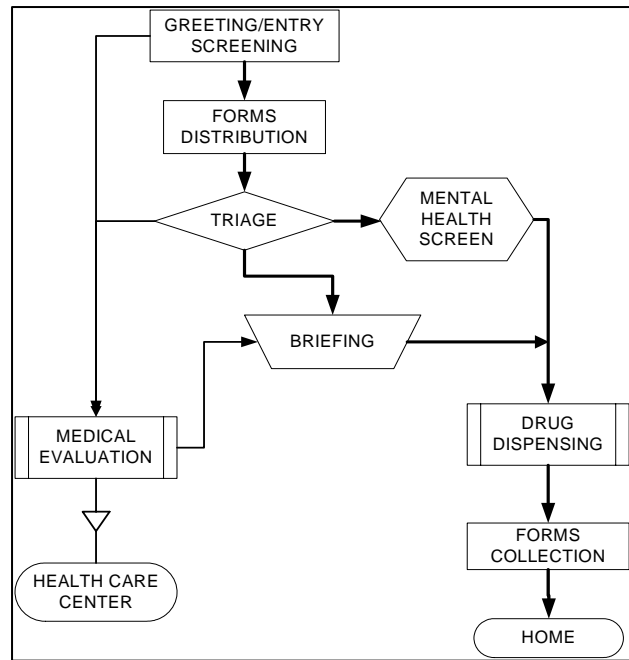 GREETING/ENTRY
SCREENING
FORMS
DISTRIBUTION
TRIAGE
MENTAL
HEALTH
SCREEN
BRIEFING
MEDICAL
EVALUATION
DRUG
DISPENSING
FORMS
COLLECTION
HEALTH CARE
CENTER
HOME